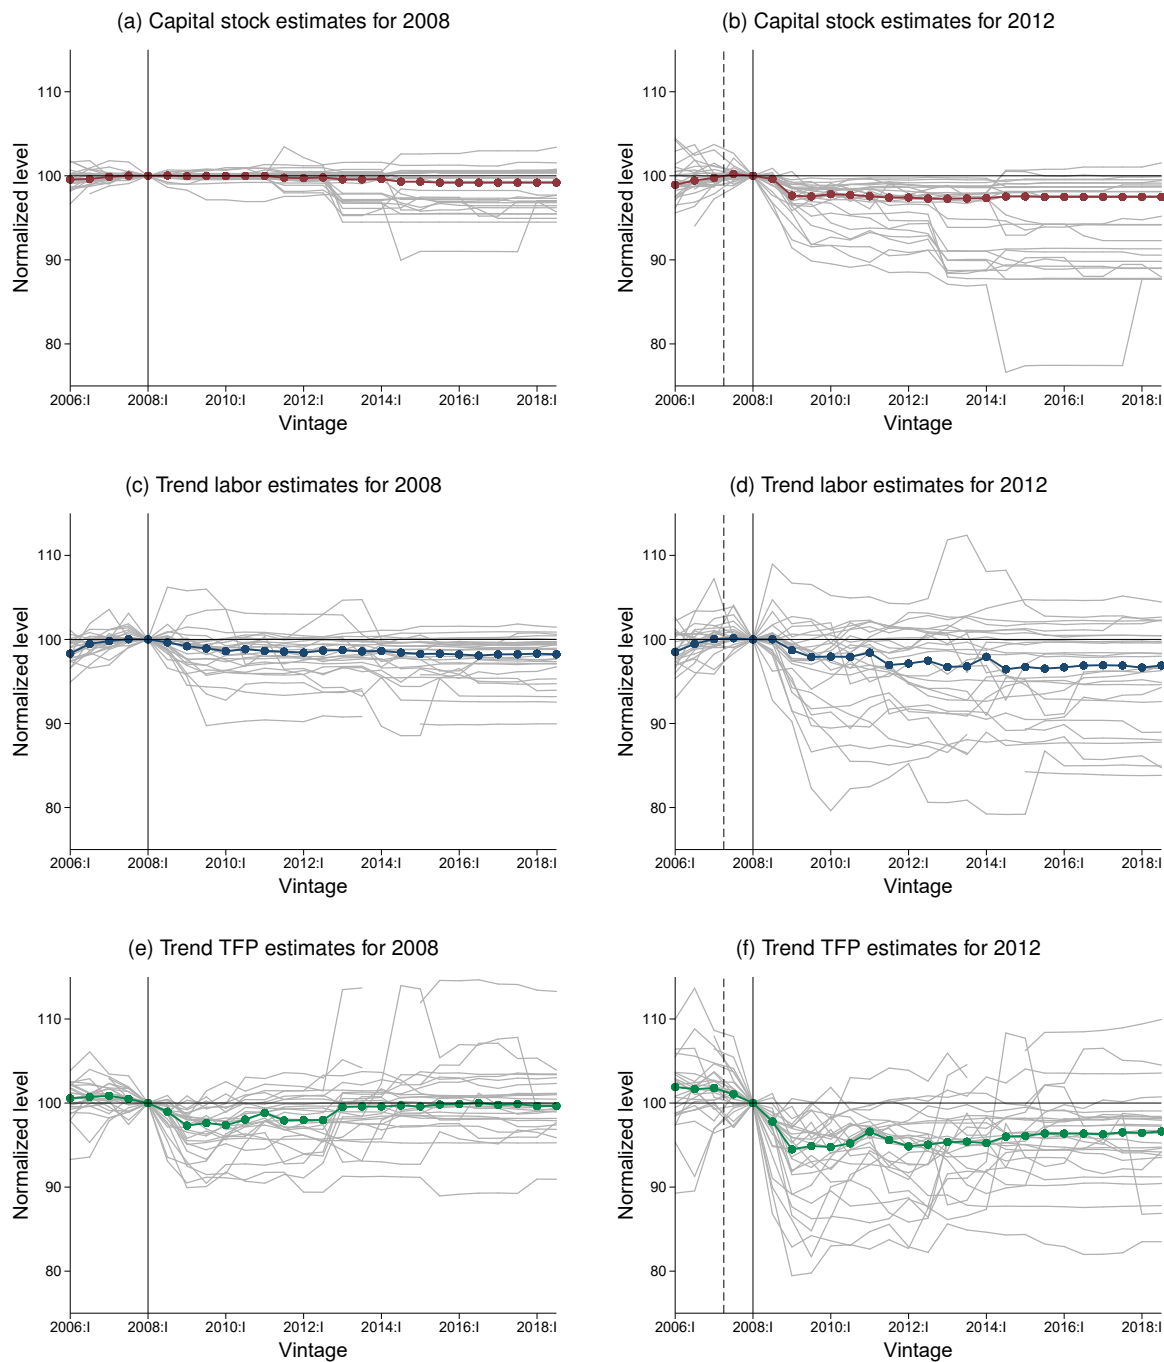 (a) Capital stock estimates for 2008
Normalized level
110
100
90
80
2006:I 2008:I 2010:I 2012:I 2014:I 2016:I 2018:I
Vintage
(b) Capital stock estimates for 2012
Normalized level
110
100
90
80
2006:I 2008:I 2010:I 2012:I 2014:I 2016:I 2018:I
Vintage
(c) Trend labor estimates for 2008
Normalized level
110
100
90
80
2006:I 2008:I 2010:I 2012:I 2014:I 2016:I 2018:I
Vintage
(d) Trend labor estimates for 2012
Normalized level
110
100
90
80
2006:I 2008:I 2010:I 2012:I 2014:I 2016:I 2018:I
Vintage
(e) Trend TFP estimates for 2008
Normalized level
110
100
90
80
2006:I 2008:I 2010:I 2012:I 2014:I 2016:I 2018:I
Vintage
(f) Trend TFP estimates for 2012
Normalized level
110
100
90
80
2006:I 2008:I 2010:I 2012:I 2014:I 2016:I 2018:I
Vintage